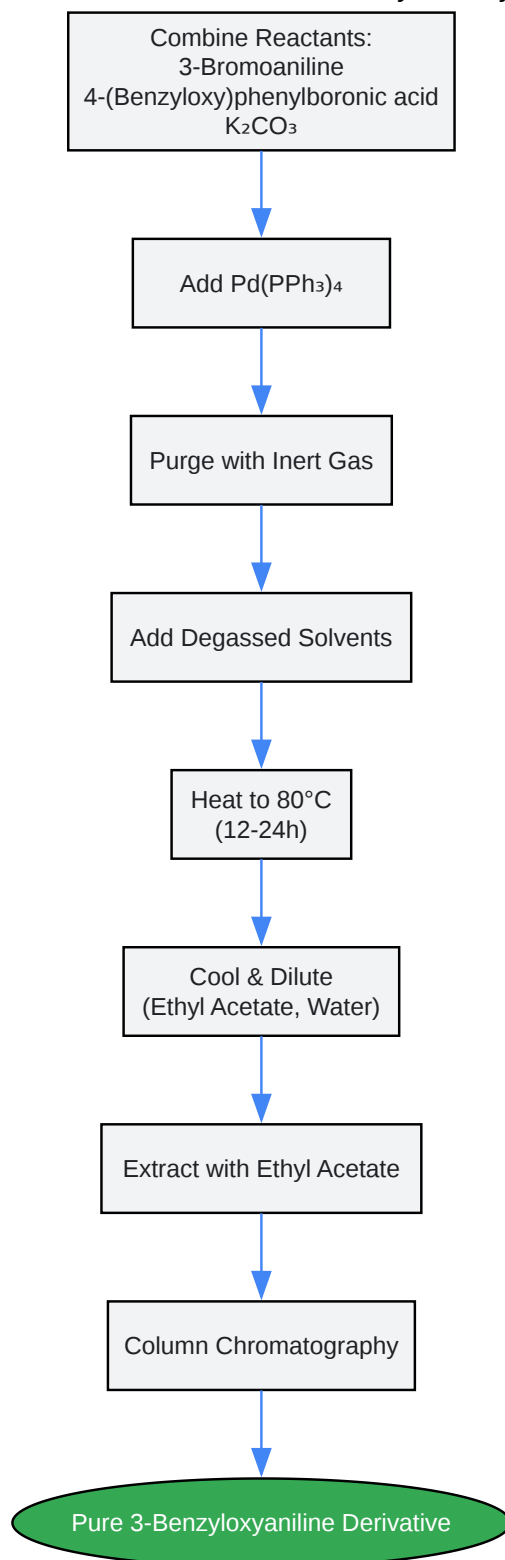 Combine Reactants:
3-Bromoaniline
4-(Benzyloxy)phenylboronic acid
K₂CO₃
Add Pd(PPh₃)₄
Purge with Inert Gas
Add Degassed Solvents
Heat to 80°C
(12-24h)
Cool & Dilute
(Ethyl Acetate, Water)
Extract with Ethyl Acetate
Column Chromatography
Pure 3-Benzyloxyaniline Derivative